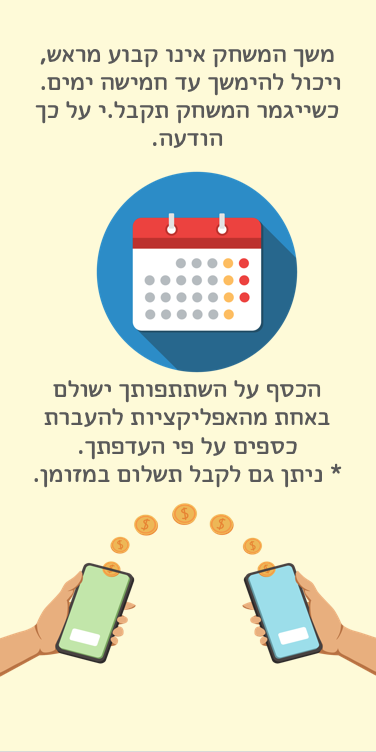 משך המשחק אינו קבוע מראש,
ויכול להימשך עד חמישה ימים.
כשייגמר המשחק תקבל.י על כך
הודעה.
הכסף על השתתפותך ישולם
באחת מהאפליקציות להעברת
כספים על פי העדפתך.
* ניתן גם לקבל תשלום במזומן.